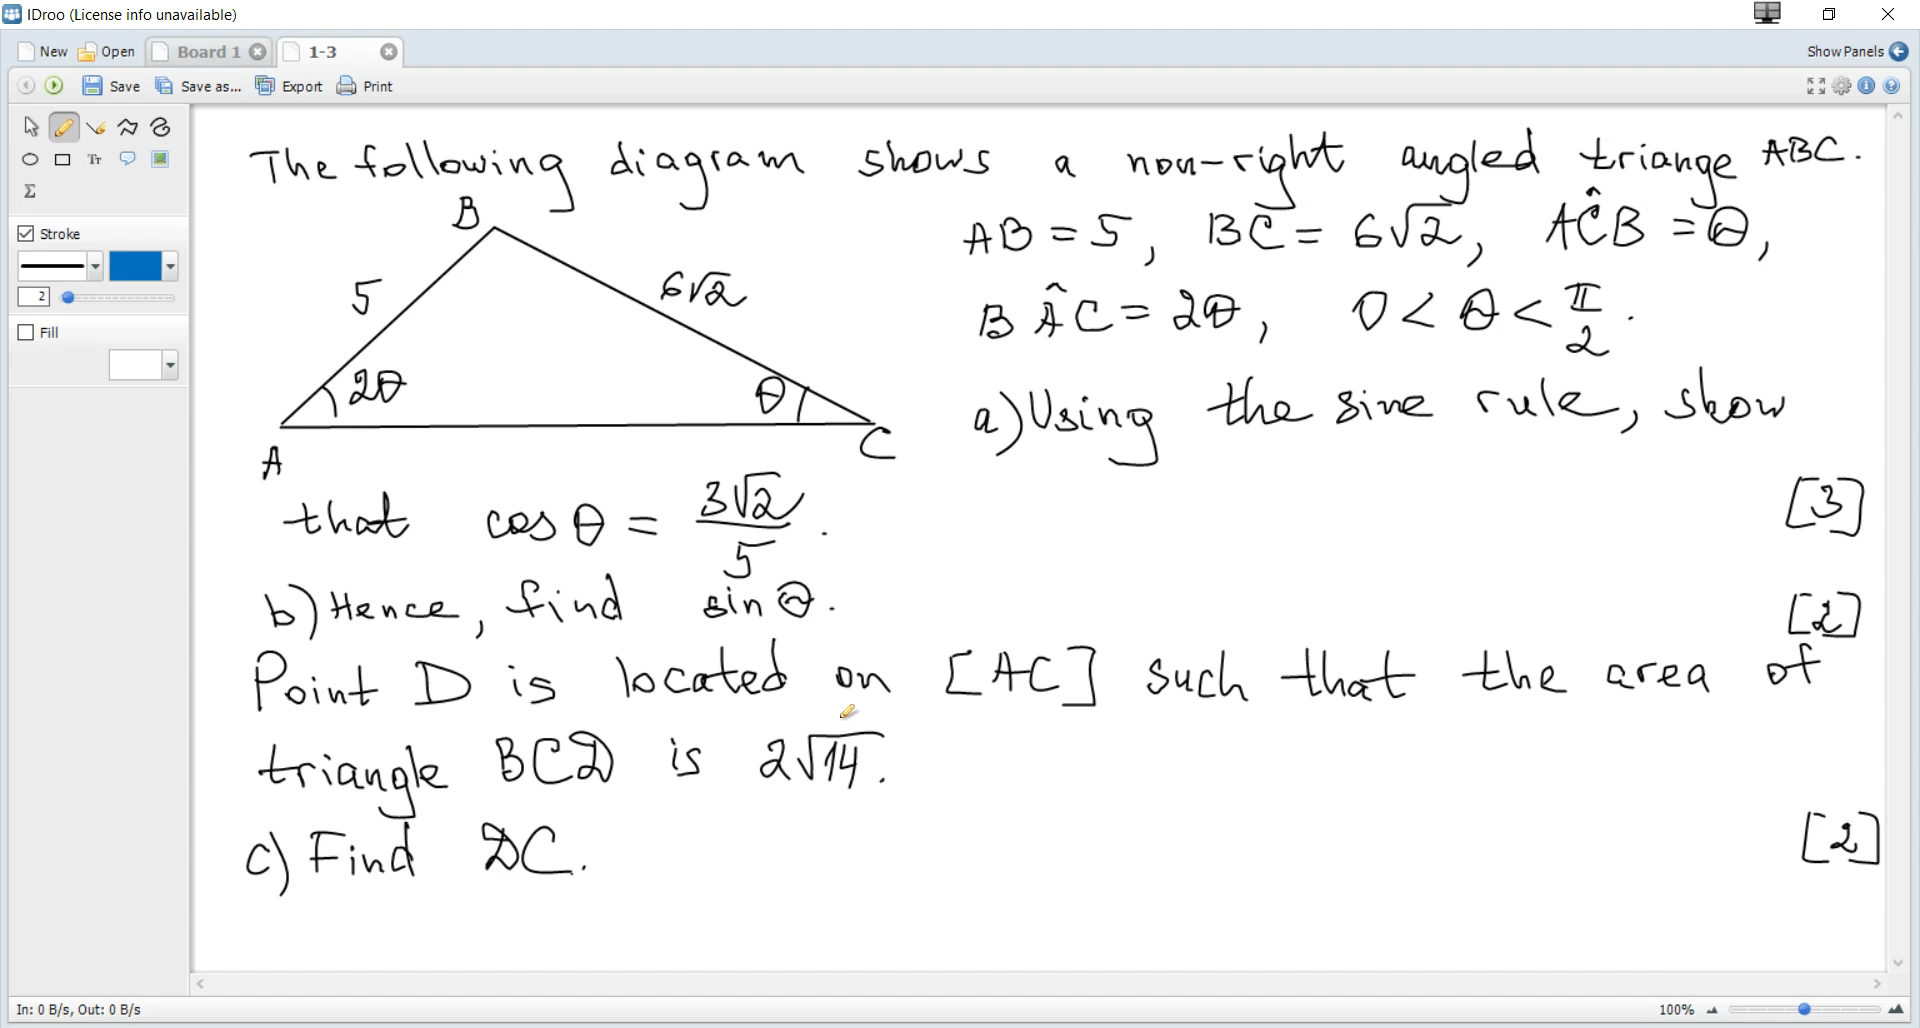 IDroo (License info unavailable)
New Open Board 1 1-3 Show Panels
Save Save as... Export Print
Tt
Σ
Stroke
2
Fill
The following diagram shows a non-right angled triange ABC.
B
AB = 5, BC = 6√2, AĈB = θ,
5
6√2
BÂC = 2θ, 0 < θ < π/2.
2θ
θ
A
C
a) Using the sine rule, show
that cos θ = 3√2/5. [3]
b) Hence, find sin θ. [2]
Point D is located on [AC] such that the area of
triangle BCD is 2√14.
c) Find DC. [2]
In: 0 B/s, Out: 0 B/s 100%